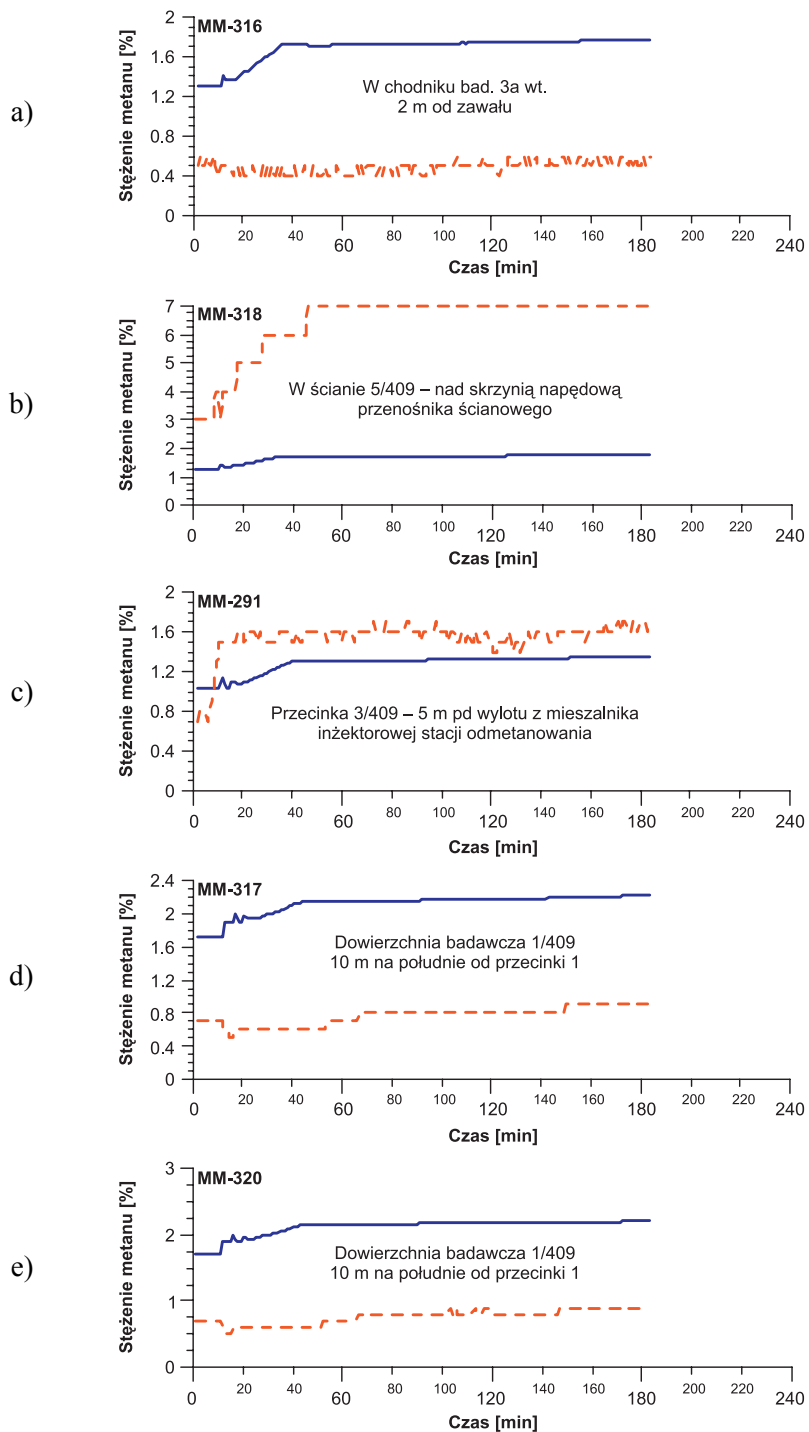 a)
Stężenie metanu [%]
MM-316
1.6
1.2
0.8
0.4
0
2
W chodniku bad. 3a wt.
2 m od zawału
0 20 40 60 80 100 120 140 160 180 200 220 240
Czas [min]
b)
Stężenie metanu [%]
MM-318
7
6
5
4
3
2
1
0
W ścianie 5/409 – nad skrzynią napędową
przenośnika ścianowego
0 20 40 60 80 100 120 140 160 180 200 220 240
Czas [min]
c)
Stężenie metanu [%]
MM-291
2
1.6
1.2
0.8
0.4
0
Przecinka 3/409 – 5 m pd wylotu z mieszalnika
inżektorowej stacji odmetanowania
0 20 40 60 80 100 120 140 160 180 200 220 240
Czas [min]
d)
Stężenie metanu [%]
MM-317
2.4
2
1.6
1.2
0.8
0.4
0
Dowierzchnia badawcza 1/409
10 m na południe od przecinki 1
0 20 40 60 80 100 120 140 160 180 200 220 240
Czas [min]
e)
Stężenie metanu [%]
MM-320
3
2
1
0
Dowierzchnia badawcza 1/409
10 m na południe od przecinki 1
0 20 40 60 80 100 120 140 160 180 200 220 240
Czas [min]